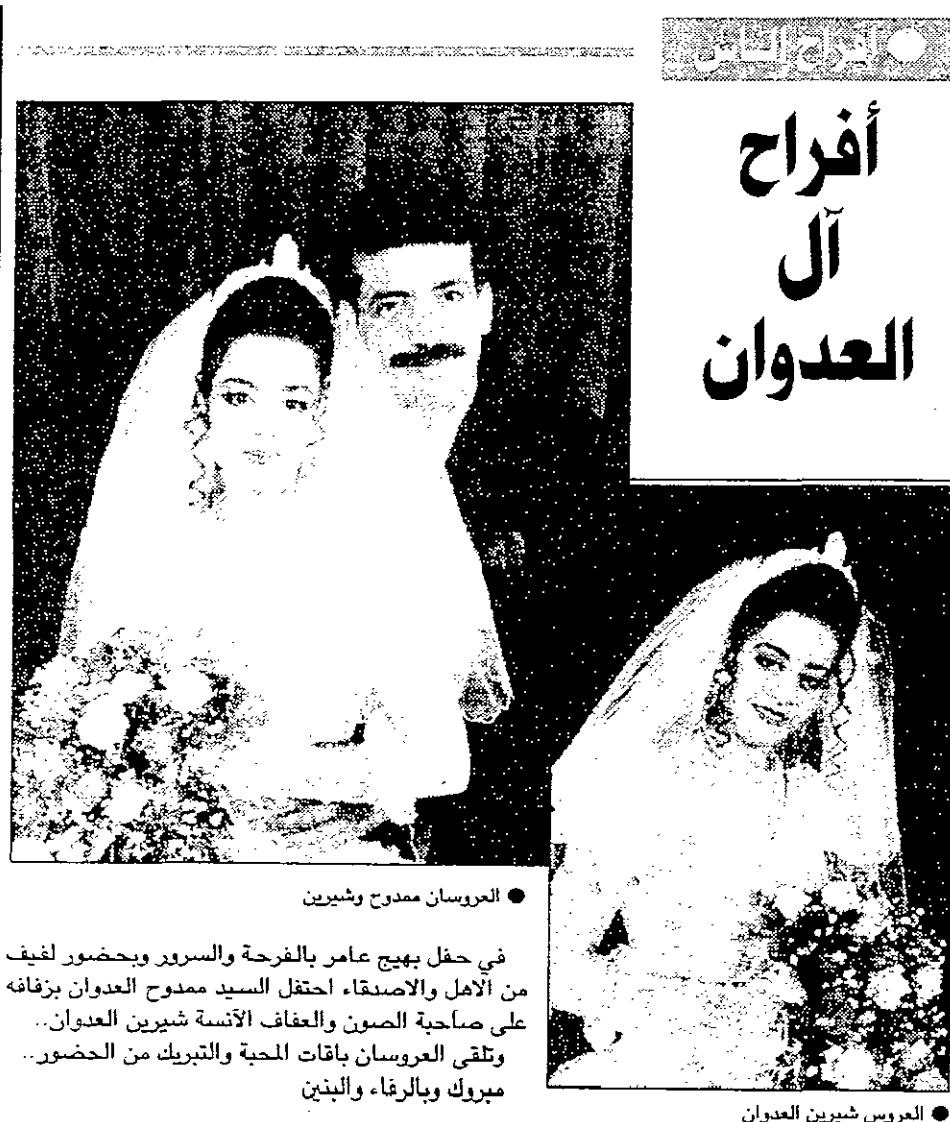 أفراح الناس
أفراح
آل
العدوان
● العروسان ممدوح وشيرين
في حفل بهيج عامر بالفرحة والسرور وبحضور لفيف
من الاهل والاصدقاء احتفل السيد ممدوح العدوان بزفافه
على صاحبة الصون والعفاف الآنسة شيرين العدوان..
وتلقى العروسان باقات المحبة والتبريك من الحضور..
مبروك وبالرفاء والبنين
● العروس شيرين العدوان